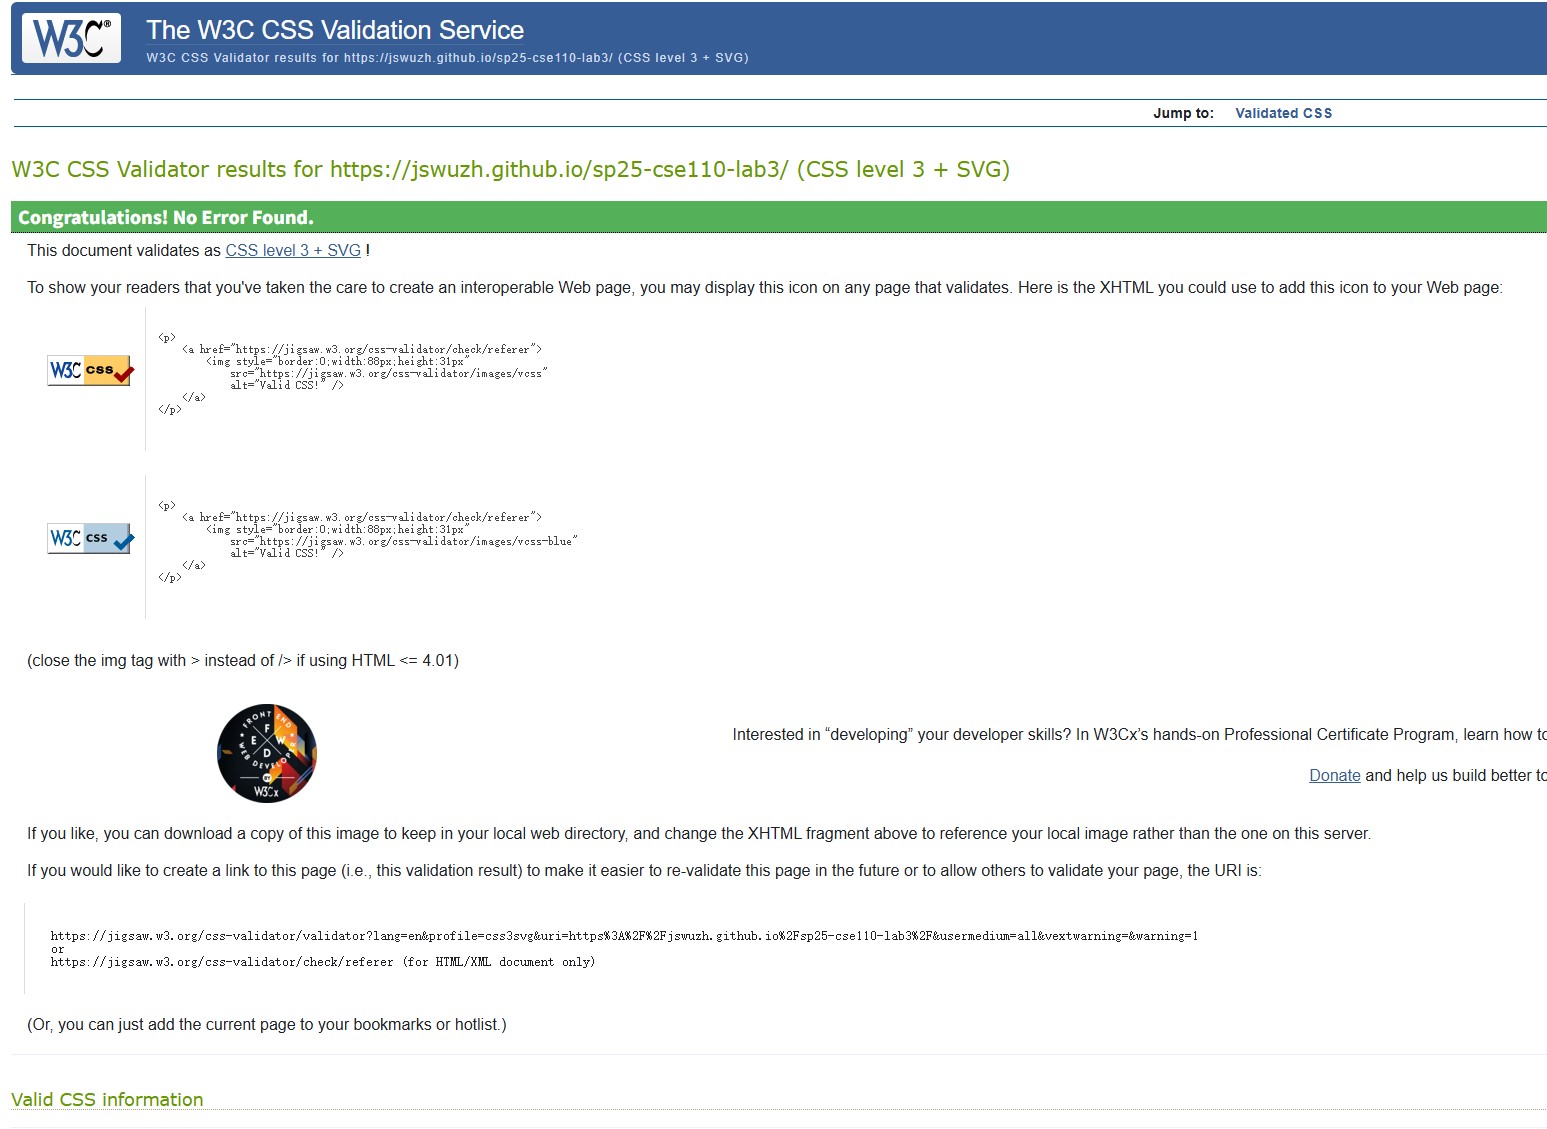 W3C®
The W3C CSS Validation Service
W3C CSS Validator results for https://jswuzh.github.io/sp25-cse110-lab3/ (CSS level 3 + SVG)
Jump to: Validated CSS
W3C CSS Validator results for https://jswuzh.github.io/sp25-cse110-lab3/ (CSS level 3 + SVG)
Congratulations! No Error Found.
This document validates as CSS level 3 + SVG !
To show your readers that you've taken the care to create an interoperable Web page, you may display this icon on any page that validates. Here is the XHTML you could use to add this icon to your Web page:
W3C css
<p>
<a href="https://jigsaw.w3.org/css-validator/check/referer">
<img style="border:0;width:88px;height:31px"
src="https://jigsaw.w3.org/css-validator/images/vcss"
alt="Valid CSS!" />
</a>
</p>
W3C css
<p>
<a href="https://jigsaw.w3.org/css-validator/check/referer">
<img style="border:0;width:88px;height:31px"
src="https://jigsaw.w3.org/css-validator/images/vcss-blue"
alt="Valid CSS!" />
</a>
</p>
(close the img tag with > instead of /> if using HTML <= 4.01)
FRONT END
F
E W
D
WEB DEVELOPER
BY
W3Cx
Interested in “developing” your developer skills? In W3Cx’s hands-on Professional Certificate Program, learn how to
Donate and help us build better to
If you like, you can download a copy of this image to keep in your local web directory, and change the XHTML fragment above to reference your local image rather than the one on this server.
If you would like to create a link to this page (i.e., this validation result) to make it easier to re-validate this page in the future or to allow others to validate your page, the URI is:
https://jigsaw.w3.org/css-validator/validator?lang=en&profile=css3svg&uri=https%3A%2F%2Fjswuzh.github.io%2Fsp25-cse110-lab3%2F&usermedium=all&vextwarning=&warning=1
or
https://jigsaw.w3.org/css-validator/check/referer (for HTML/XML document only)
(Or, you can just add the current page to your bookmarks or hotlist.)
Valid CSS information